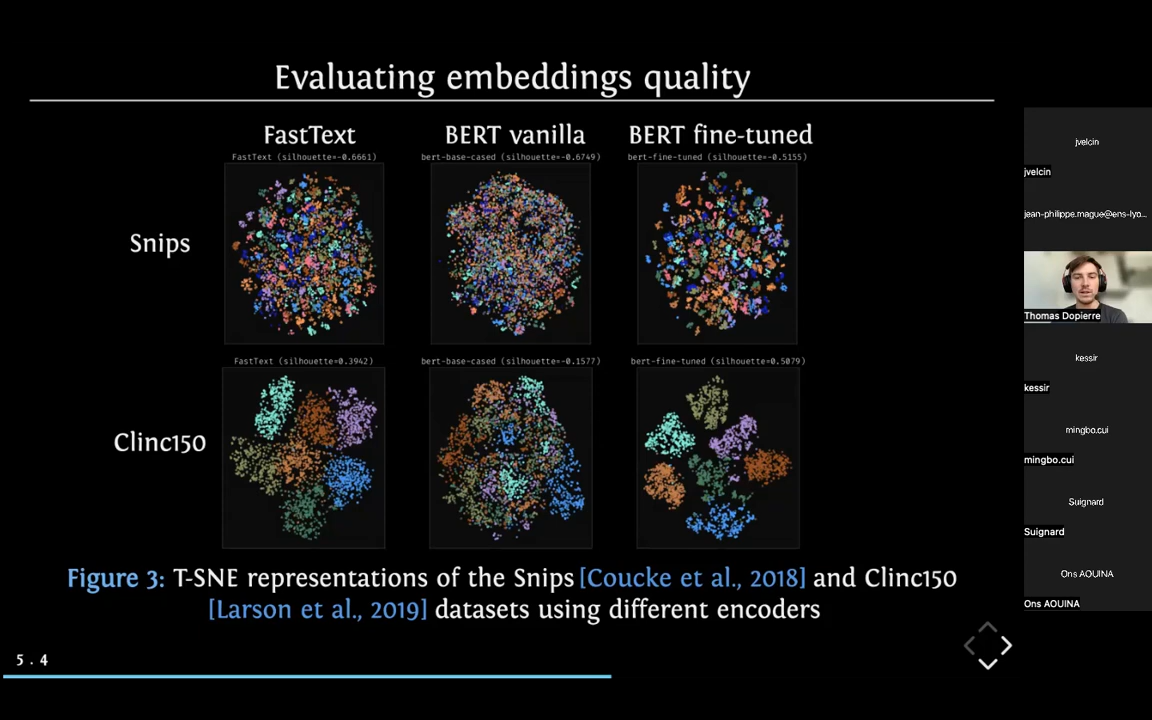 Evaluating embeddings quality
FastText
BERT vanilla
BERT fine-tuned
FastText (silhouette=-0.6661)
bert-base-cased (silhouette=-0.6749)
bert-fine-tuned (silhouette=-0.5155)
Snips
FastText (silhouette=0.3942)
bert-base-cased (silhouette=-0.1577)
bert-fine-tuned (silhouette=0.5079)
Clinc150
Figure 3: T-SNE representations of the Snips [Coucke et al., 2018] and Clinc150
[Larson et al., 2019] datasets using different encoders
5 . 4
jvelcin
jvelcin
jean-philippe.mague@ens-lyo...
Thomas Dopierre
kessir
kessir
mingbo.cui
mingbo.cui
Suignard
Suignard
Ons AOUINA
Ons AOUINA